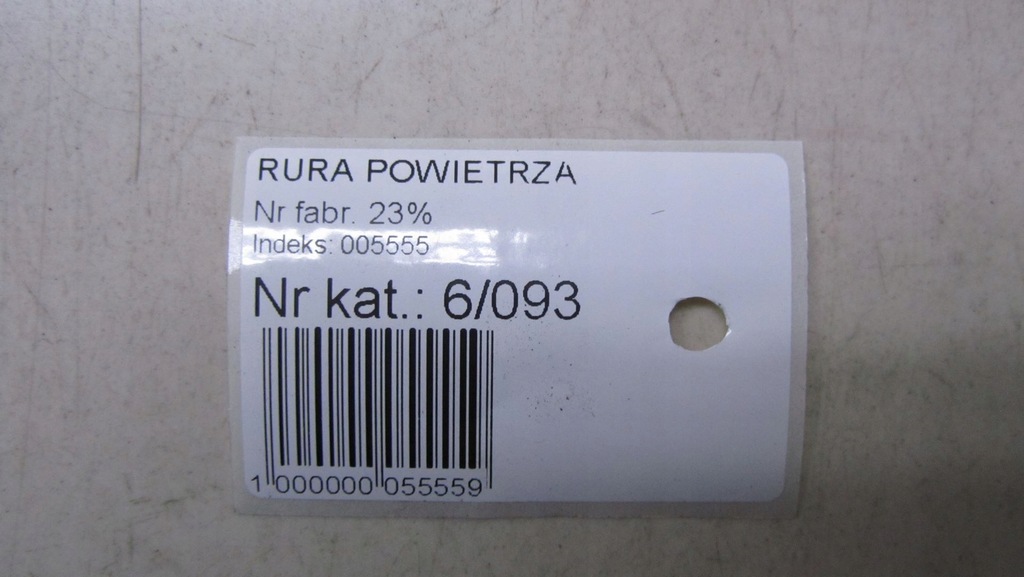 RURA POWIETRZA
Nr fabr. 23%
Indeks: 005555
Nr kat.: 6/093
1 000000 055559